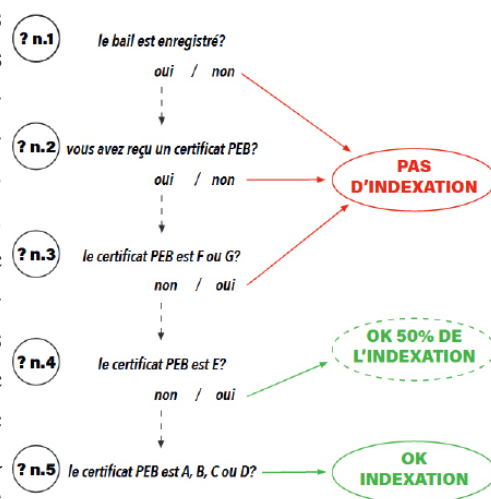 ? n.1
le bail est enregistré?
oui / non
? n.2
vous avez reçu un certificat PEB?
oui / non
PAS
D'INDEXATION
? n.3
le certificat PEB est F ou G?
non / oui
OK 50% DE
L'INDEXATION
? n.4
le certificat PEB est E?
non / oui
? n.5
le certificat PEB est A, B, C ou D?
OK
INDEXATION